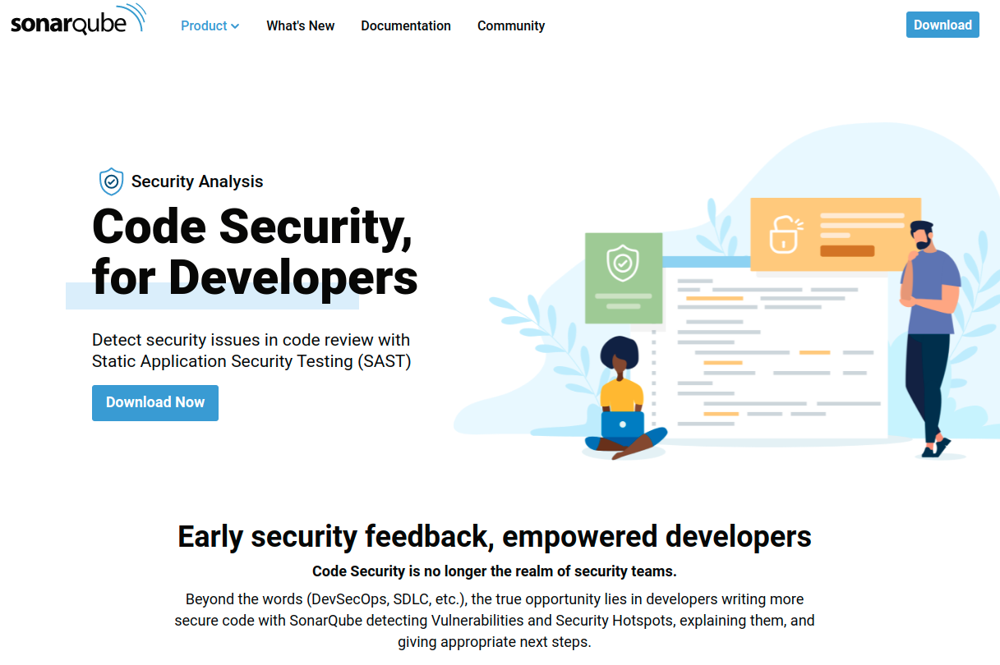 sonarqube
Product What's New Documentation Community Download
Security Analysis
Code Security,
for Developers
Detect security issues in code review with
Static Application Security Testing (SAST)
Download Now
Early security feedback, empowered developers
Code Security is no longer the realm of security teams.
Beyond the words (DevSecOps, SDLC, etc.), the true opportunity lies in developers writing more
secure code with SonarQube detecting Vulnerabilities and Security Hotspots, explaining them, and
giving appropriate next steps.